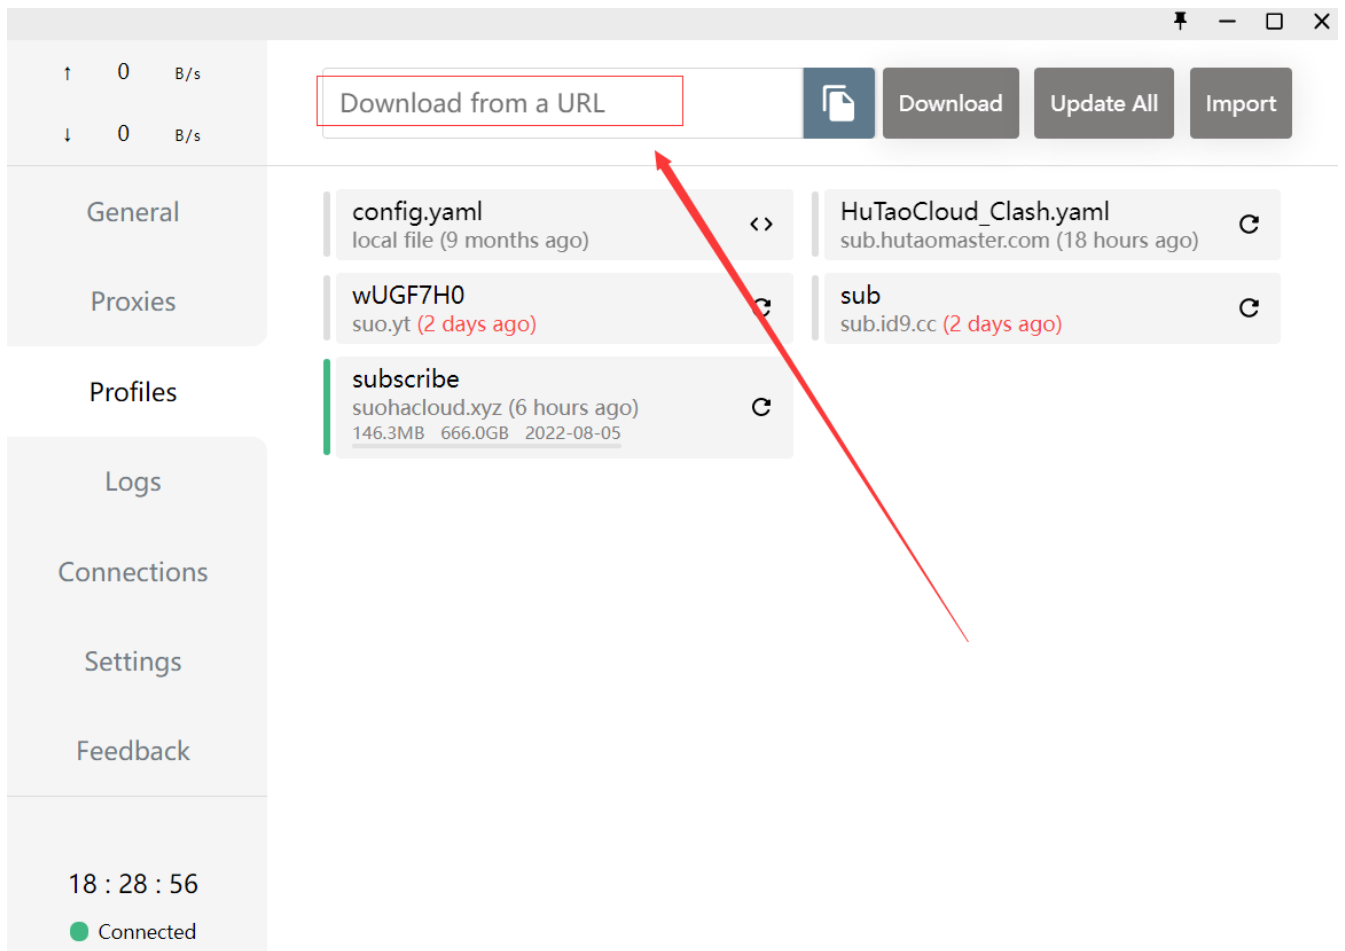 ↑ 0 B/s
↓ 0 B/s
Download from a URL
Download
Update All
Import
General
Proxies
Profiles
Logs
Connections
Settings
Feedback
18 : 28 : 56
Connected
config.yaml
local file (9 months ago)
HuTaoCloud_Clash.yaml
sub.hutaomaster.com (18 hours ago)
wUGF7H0
suo.yt (2 days ago)
sub
sub.id9.cc (2 days ago)
subscribe
suohacloud.xyz (6 hours ago)
146.3MB 666.0GB 2022-08-05